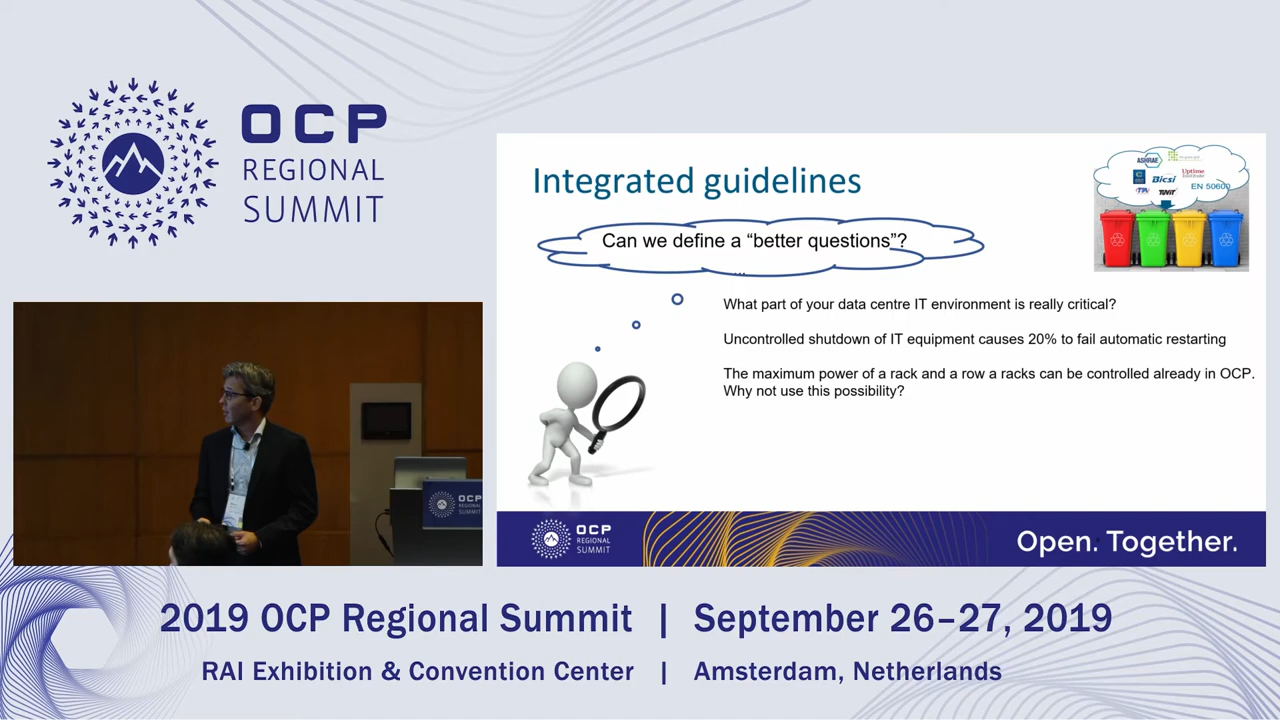 OCP
REGIONAL
SUMMIT
Integrated guidelines
Can we define a “better questions”?
...
ASHRAE
Bicsi
Uptime
EN 50600
What part of your data centre IT environment is really critical?
Uncontrolled shutdown of IT equipment causes 20% to fail automatic restarting
The maximum power of a rack and a row a racks can be controlled already in OCP.
Why not use this possibility?
OCP
REGIONAL
SUMMIT
Open. Together.
OCP
REGIONAL
SUMMIT
2019 OCP Regional Summit | September 26–27, 2019
RAI Exhibition & Convention Center | Amsterdam, Netherlands